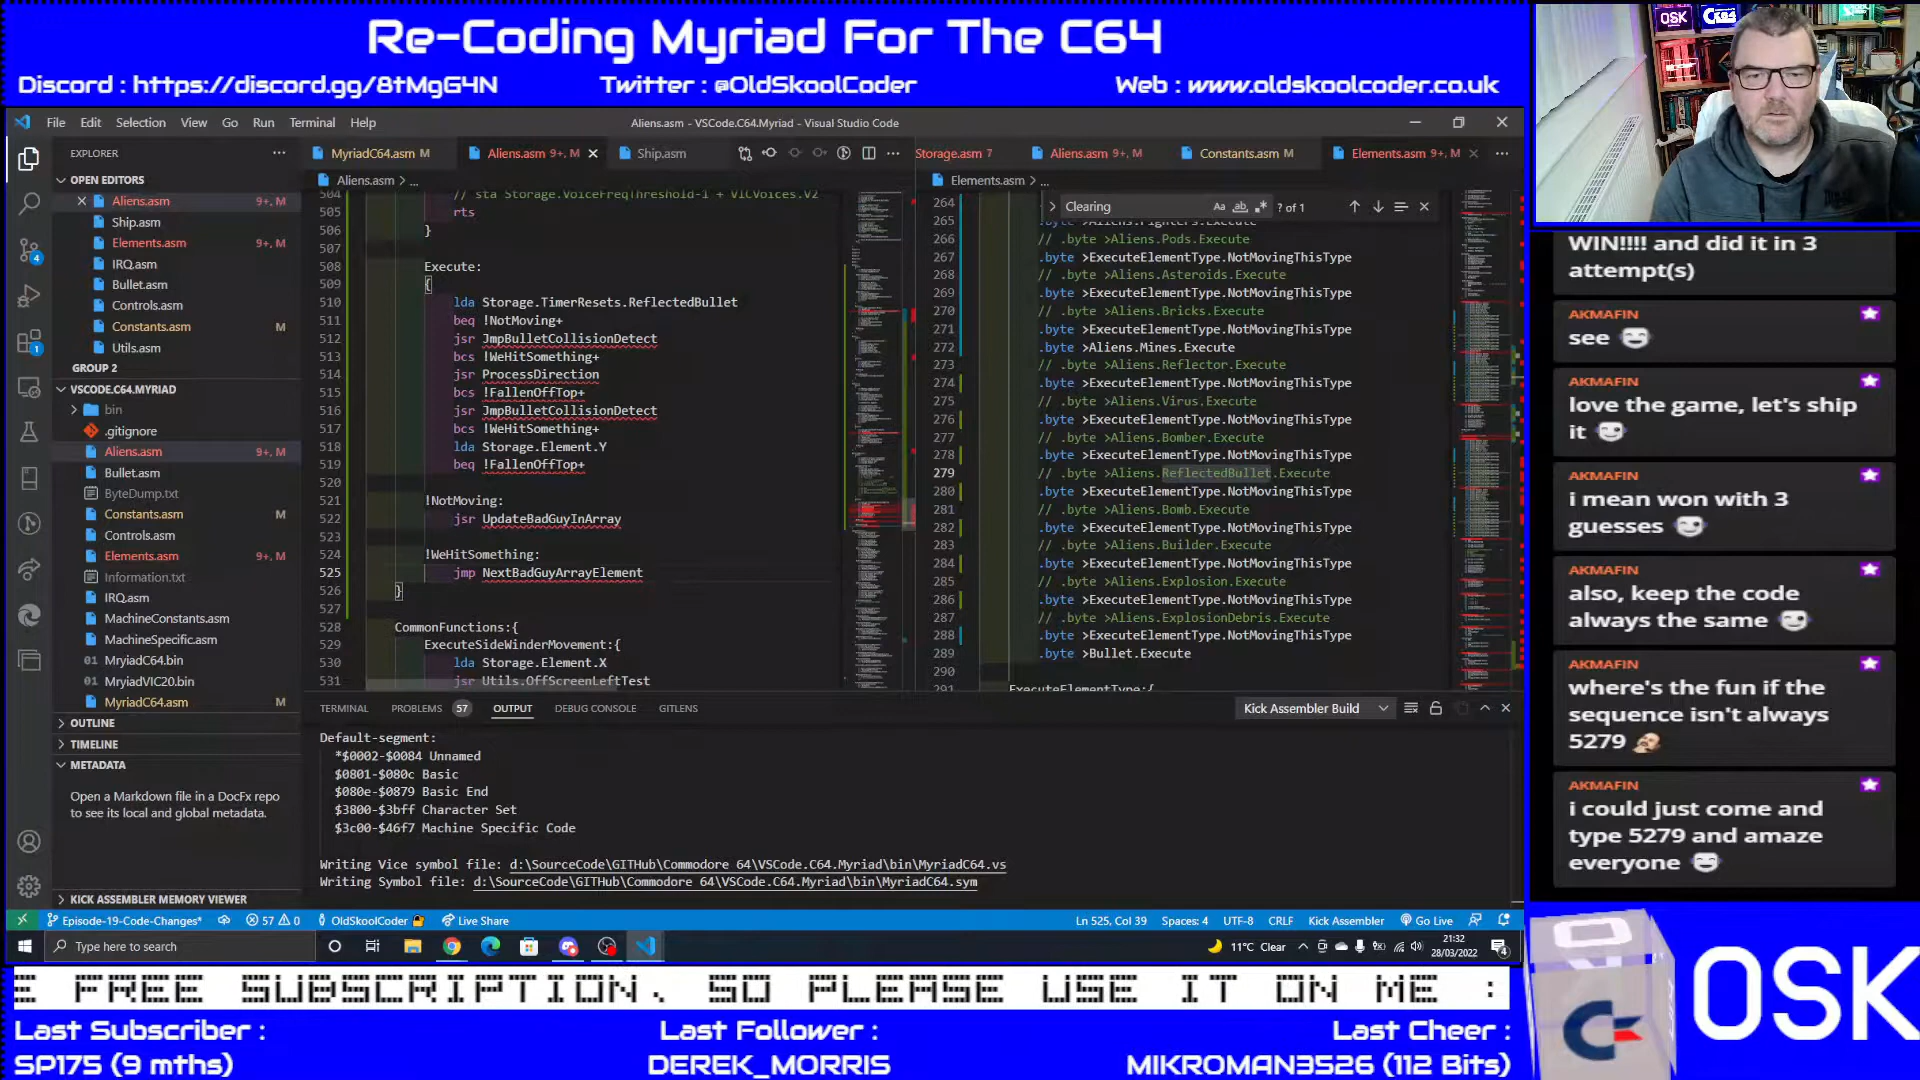 Re-Coding Myriad For The C64
Discord : https://discord.gg/8tMgG4N
Twitter : @OldSkoolCoder
Web : www.oldskoolcoder.co.uk
File Edit Selection View Go Run Terminal Help
Aliens.asm - VSCode.C64.Myriad - Visual Studio Code
EXPLORER
OPEN EDITORS
Aliens.asm 9+, M
Ship.asm
Elements.asm 9+, M
IRQ.asm
Bullet.asm
Controls.asm
Constants.asm M
Utils.asm
GROUP 2
VSCODE.C64.MYRIAD
bin
.gitignore
Aliens.asm 9+, M
Bullet.asm
ByteDump.txt
Constants.asm M
Controls.asm
Elements.asm 9+, M
Information.txt
IRQ.asm
MachineConstants.asm
MachineSpecific.asm
MryiadC64.bin
MryiadVIC20.bin
MyriadC64.asm M
OUTLINE
TIMELINE
METADATA
Open a Markdown file in a DocFx repo
to see its local and global metadata.
KICK ASSEMBLER MEMORY VIEWER
MyriadC64.asm M
Aliens.asm 9+, M
Ship.asm
Aliens.asm > ...
504 // sta Storage.VoiceFreqThreshold-1 + VICVoices.V2
505 rts
506 }
507
508 Execute:
509 {
510 lda Storage.TimerResets.ReflectedBullet
511 beq !NotMoving+
512 jsr JmpBulletCollisionDetect
513 bcs !WeHitSomething+
514 jsr ProcessDirection
515 bcs !FallenOffTop+
516 jsr JmpBulletCollisionDetect
517 bcs !WeHitSomething+
518 lda Storage.Element.Y
519 beq !FallenOffTop+
520
521 !NotMoving:
522 jsr UpdateBadGuyInArray
523
524 !WeHitSomething:
525 jmp NextBadGuyArrayElement
526 }
527
528 CommonFunctions:{
529 ExecuteSideWinderMovement:{
530 lda Storage.Element.X
531 jsr Utils.OffScreenLeftTest
Storage.asm 7
Aliens.asm 9+, M
Constants.asm M
Elements.asm 9+, M
Elements.asm > ...
Clearing
? of 1
264
265 .byte >Aliens.Fighters.Execute
266 // .byte >Aliens.Pods.Execute
267 .byte >ExecuteElementType.NotMovingThisType
268 // .byte >Aliens.Asteroids.Execute
269 .byte >ExecuteElementType.NotMovingThisType
270 // .byte >Aliens.Bricks.Execute
271 .byte >ExecuteElementType.NotMovingThisType
272 .byte >Aliens.Mines.Execute
273 // .byte >Aliens.Reflector.Execute
274 .byte >ExecuteElementType.NotMovingThisType
275 // .byte >Aliens.Virus.Execute
276 .byte >ExecuteElementType.NotMovingThisType
277 // .byte >Aliens.Bomber.Execute
278 .byte >ExecuteElementType.NotMovingThisType
279 // .byte >Aliens.ReflectedBullet.Execute
280 .byte >ExecuteElementType.NotMovingThisType
281 // .byte >Aliens.Bomb.Execute
282 .byte >ExecuteElementType.NotMovingThisType
283 // .byte >Aliens.Builder.Execute
284 .byte >ExecuteElementType.NotMovingThisType
285 // .byte >Aliens.Explosion.Execute
286 .byte >ExecuteElementType.NotMovingThisType
287 // .byte >Aliens.ExplosionDebris.Execute
288 .byte >ExecuteElementType.NotMovingThisType
289 .byte >Bullet.Execute
290
291 ExecuteElementType:{
TERMINAL PROBLEMS 57 OUTPUT DEBUG CONSOLE GITLENS
Kick Assembler Build
Default-segment:
*$0002-$0084 Unnamed
$0801-$080c Basic
$080e-$0879 Basic End
$3800-$3bff Character Set
$3c00-$46f7 Machine Specific Code
Writing Vice symbol file: d:\SourceCode\GITHub\Commodore 64\VSCode.C64.Myriad\bin\MyriadC64.vs
Writing Symbol file: d:\SourceCode\GITHub\Commodore 64\VSCode.C64.Myriad\bin\MyriadC64.sym
Episode-19-Code-Changes* 57 0 OldSkoolCoder Live Share
Ln 525, Col 39 Spaces: 4 UTF-8 CRLF Kick Assembler Go Live
Type here to search
11°C Clear
21:32
28/03/2022
WIN!!!! and did it in 3
attempt(s)
AKMAFIN
see
AKMAFIN
love the game, let's ship
it
AKMAFIN
i mean won with 3
guesses
AKMAFIN
also, keep the code
always the same
AKMAFIN
where's the fun if the
sequence isn't always
5279
AKMAFIN
i could just come and
type 5279 and amaze
everyone
E FREE SUBSCRIPTION, SO PLEASE USE IT ON ME :
Last Subscriber :
SP175 (9 mths)
Last Follower :
DEREK_MORRIS
Last Cheer :
MIKROMAN3526 (112 Bits)
OSK